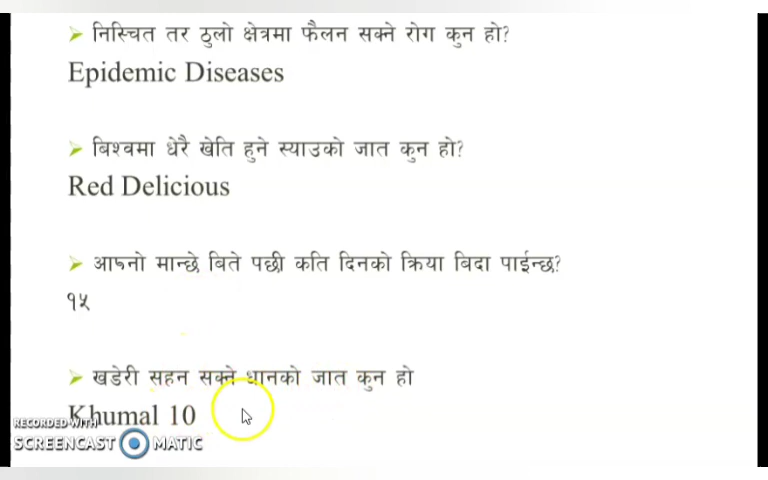 निस्चित तर ठुलो क्षेत्रमा फैलन सक्ने रोग कुन हो?
Epidemic Diseases
बिश्वमा धेरै खेति हुने स्याउको जात कुन हो?
Red Delicious
आफ्नो मान्छे बिते पछी कति दिनको क्रिया बिदा पाईन्छ?
१५
खडेरी सहन सक्ने धानको जात कुन हो
Khumal 10
RECORDED WITH
SCREENCAST MATIC